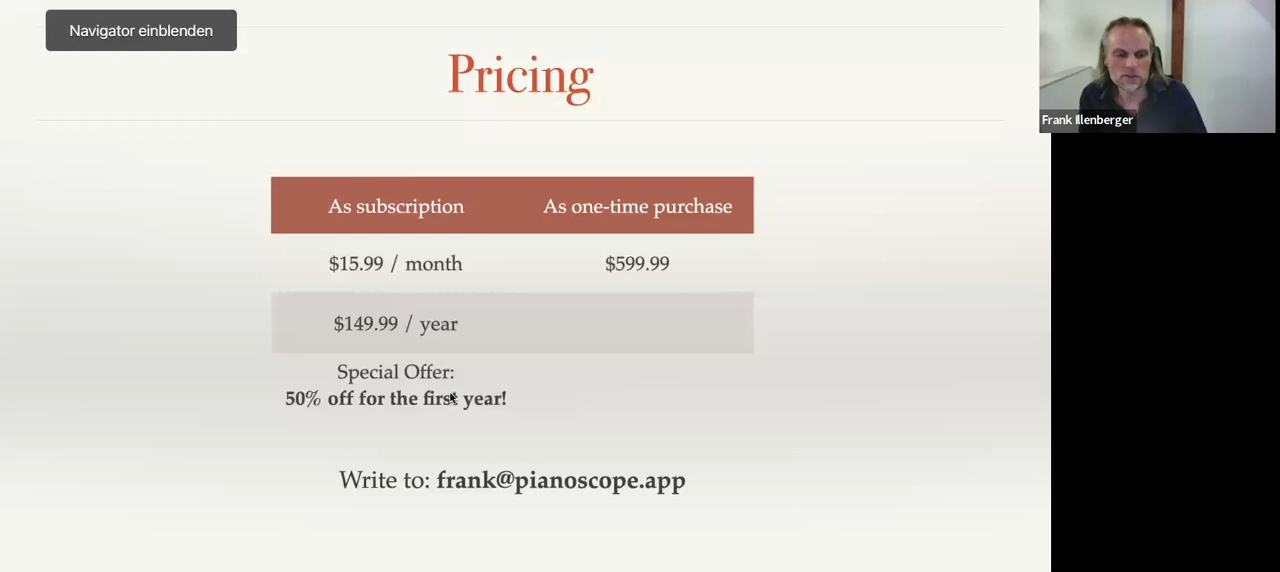 Navigator einblenden
Pricing
As subscription
As one-time purchase
$15.99 / month
$599.99
$149.99 / year
Special Offer:
50% off for the first year!
Write to: frank@pianoscope.app
Frank Illenberger